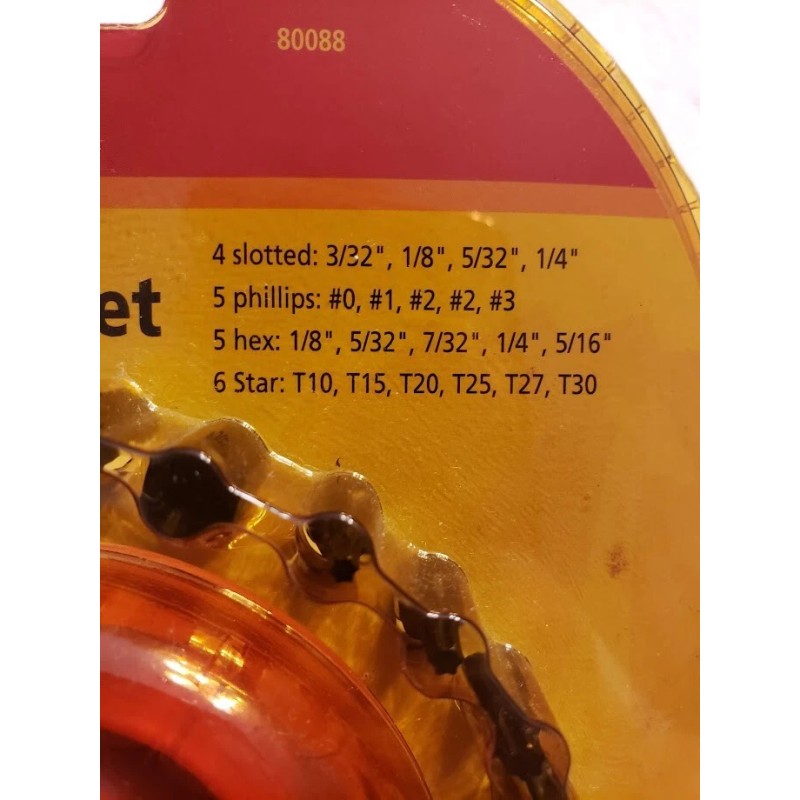 80088
4 slotted: 3/32", 1/8", 5/32", 1/4"
et
5 phillips: #0, #1, #2, #2, #3
5 hex: 1/8", 5/32", 7/32", 1/4", 5/16"
6 Star: T10, T15, T20, T25, T27, T30